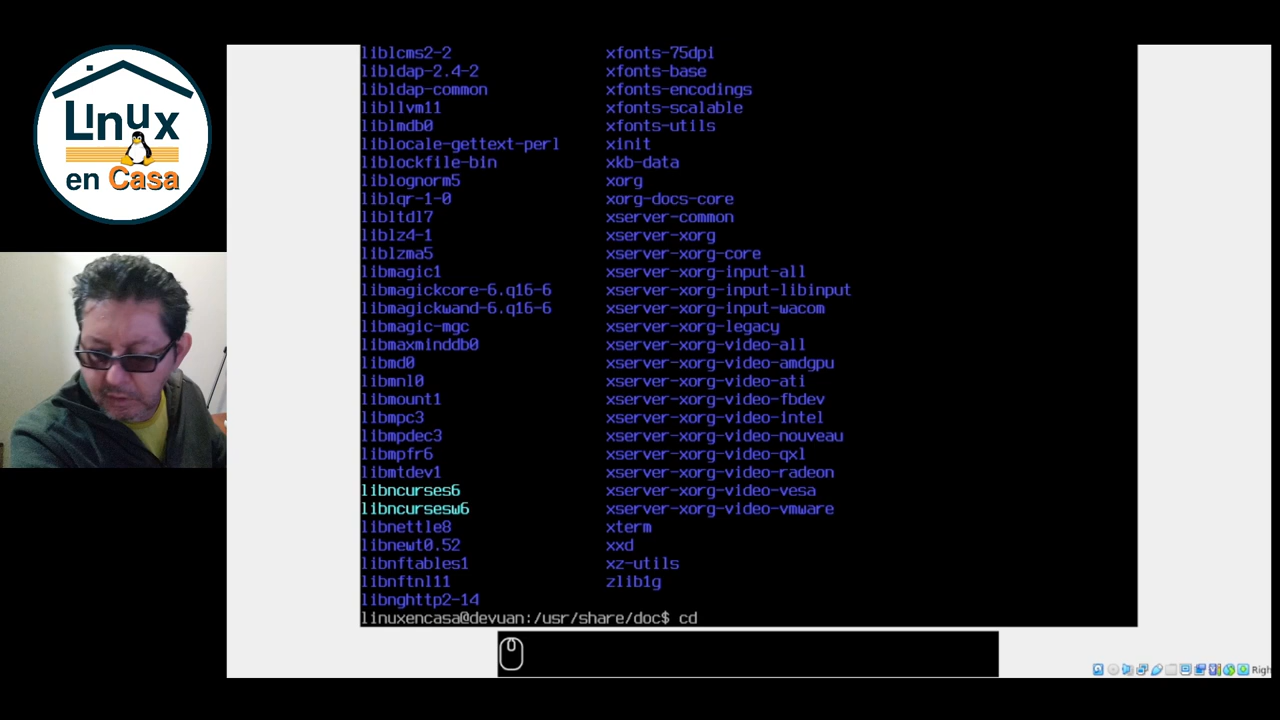 Linux
en Casa
liblcms2-2 xfonts-75dpi
libldap-2.4-2 xfonts-base
libldap-common xfonts-encodings
libllvm11 xfonts-scalable
liblmdb0 xfonts-utils
liblocale-gettext-perl xinit
liblockfile-bin xkb-data
liblognorm5 xorg
liblqr-1-0 xorg-docs-core
libltdl7 xserver-common
liblz4-1 xserver-xorg
liblzma5 xserver-xorg-core
libmagic1 xserver-xorg-input-all
libmagickcore-6.q16-6 xserver-xorg-input-libinput
libmagickwand-6.q16-6 xserver-xorg-input-wacom
libmagic-mgc xserver-xorg-legacy
libmaxminddb0 xserver-xorg-video-all
libmd0 xserver-xorg-video-amdgpu
libmnl0 xserver-xorg-video-ati
libmount1 xserver-xorg-video-fbdev
libmpc3 xserver-xorg-video-intel
libmpdec3 xserver-xorg-video-nouveau
libmpfr6 xserver-xorg-video-qxl
libmtdev1 xserver-xorg-video-radeon
libncurses6 xserver-xorg-video-vesa
libncursesw6 xserver-xorg-video-vmware
libnettle8 xterm
libnewt0.52 xxd
libnftables1 xz-utils
libnftnl11 zlib1g
libnghttp2-14
linuxencasa@devuan:/usr/share/doc$ cd
Righ